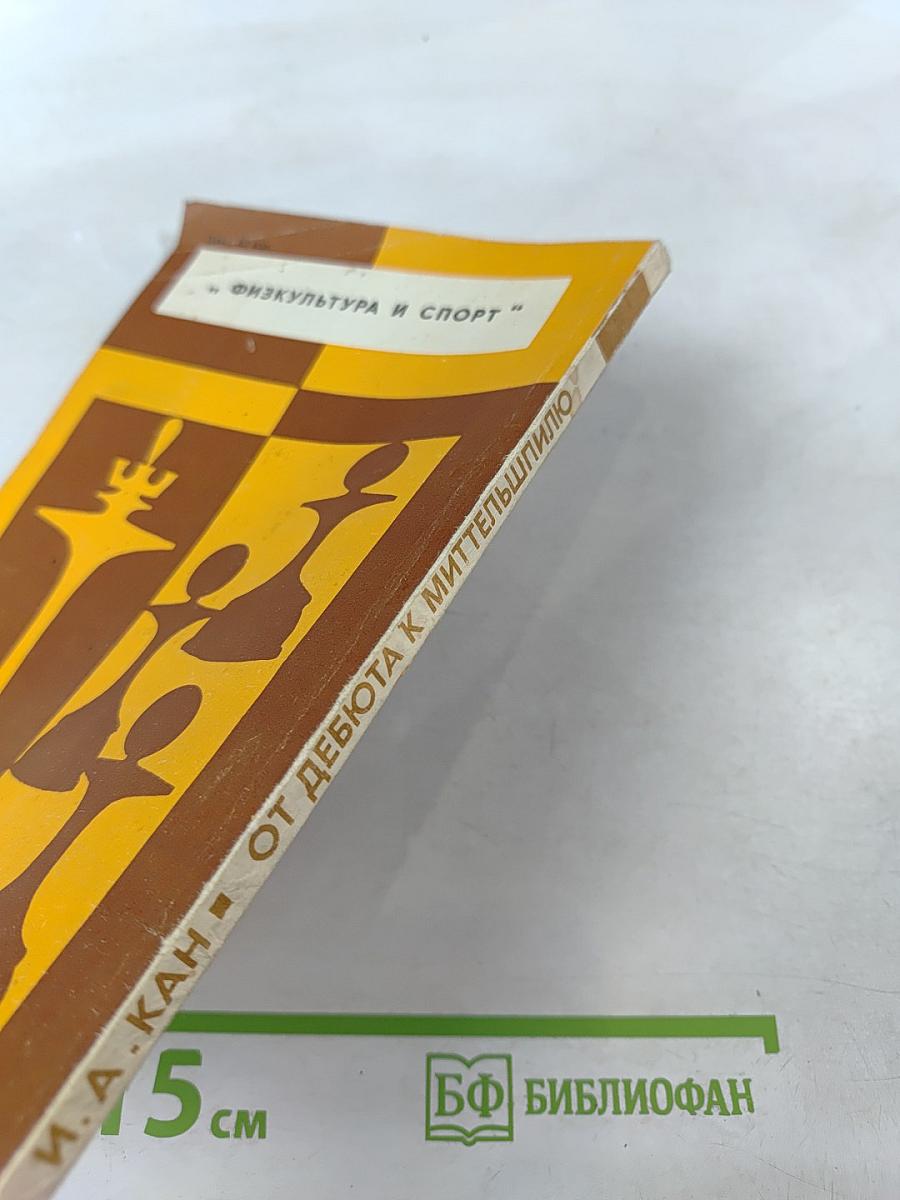 „ ФИЗКУЛЬТУРА И СПОРТ "
И. А. КАН ▪ ОТ ДЕБЮТА К МИТТЕЛЬШПИЛЮ
15 см
БФ БИБЛИОФАН